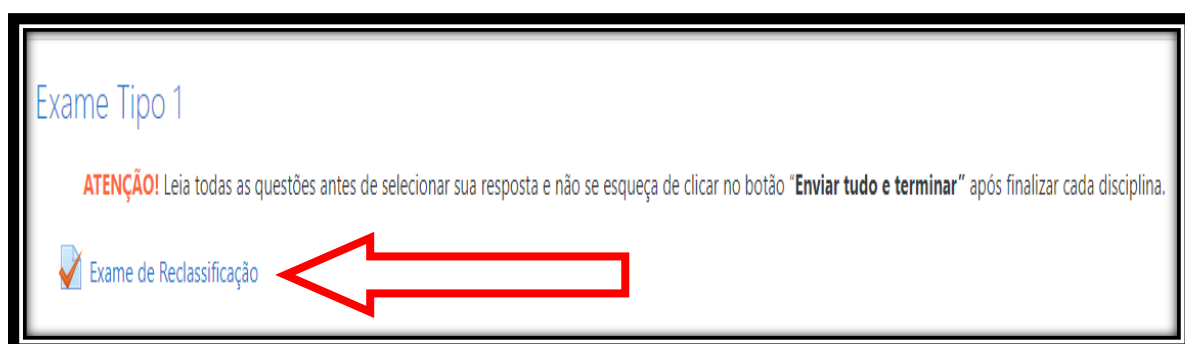 Exame Tipo 1
ATENÇÃO! Leia todas as questões antes de selecionar sua resposta e não se esqueça de clicar no botão “Enviar tudo e terminar” após finalizar cada disciplina.
Exame de Reclassificação